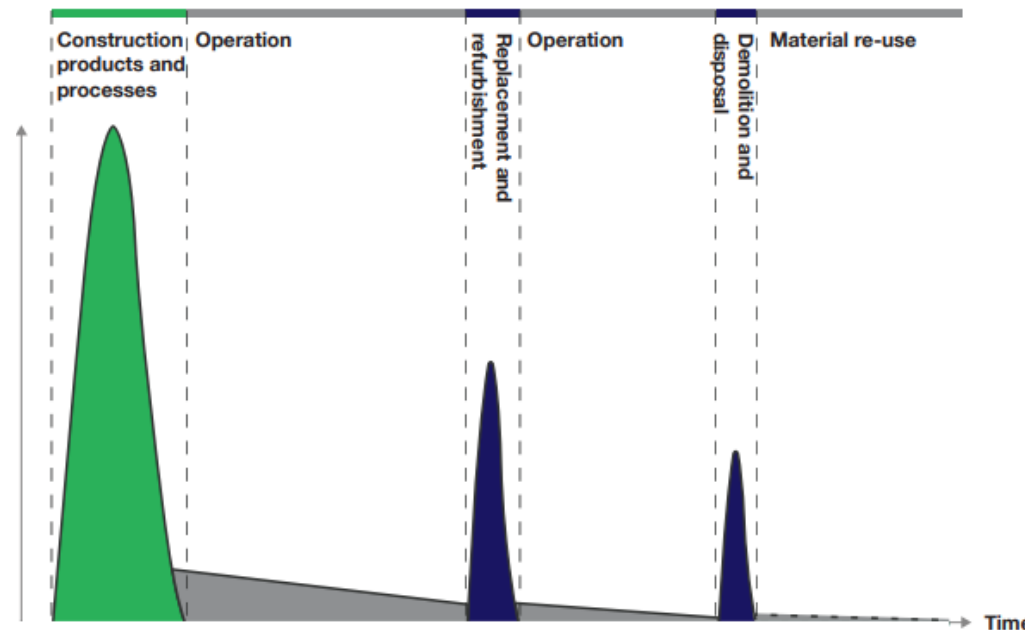 Construction
products and
processes
Operation
Replacement and
refurbishment
Operation
Demolition and
disposal
Material re-use
Time